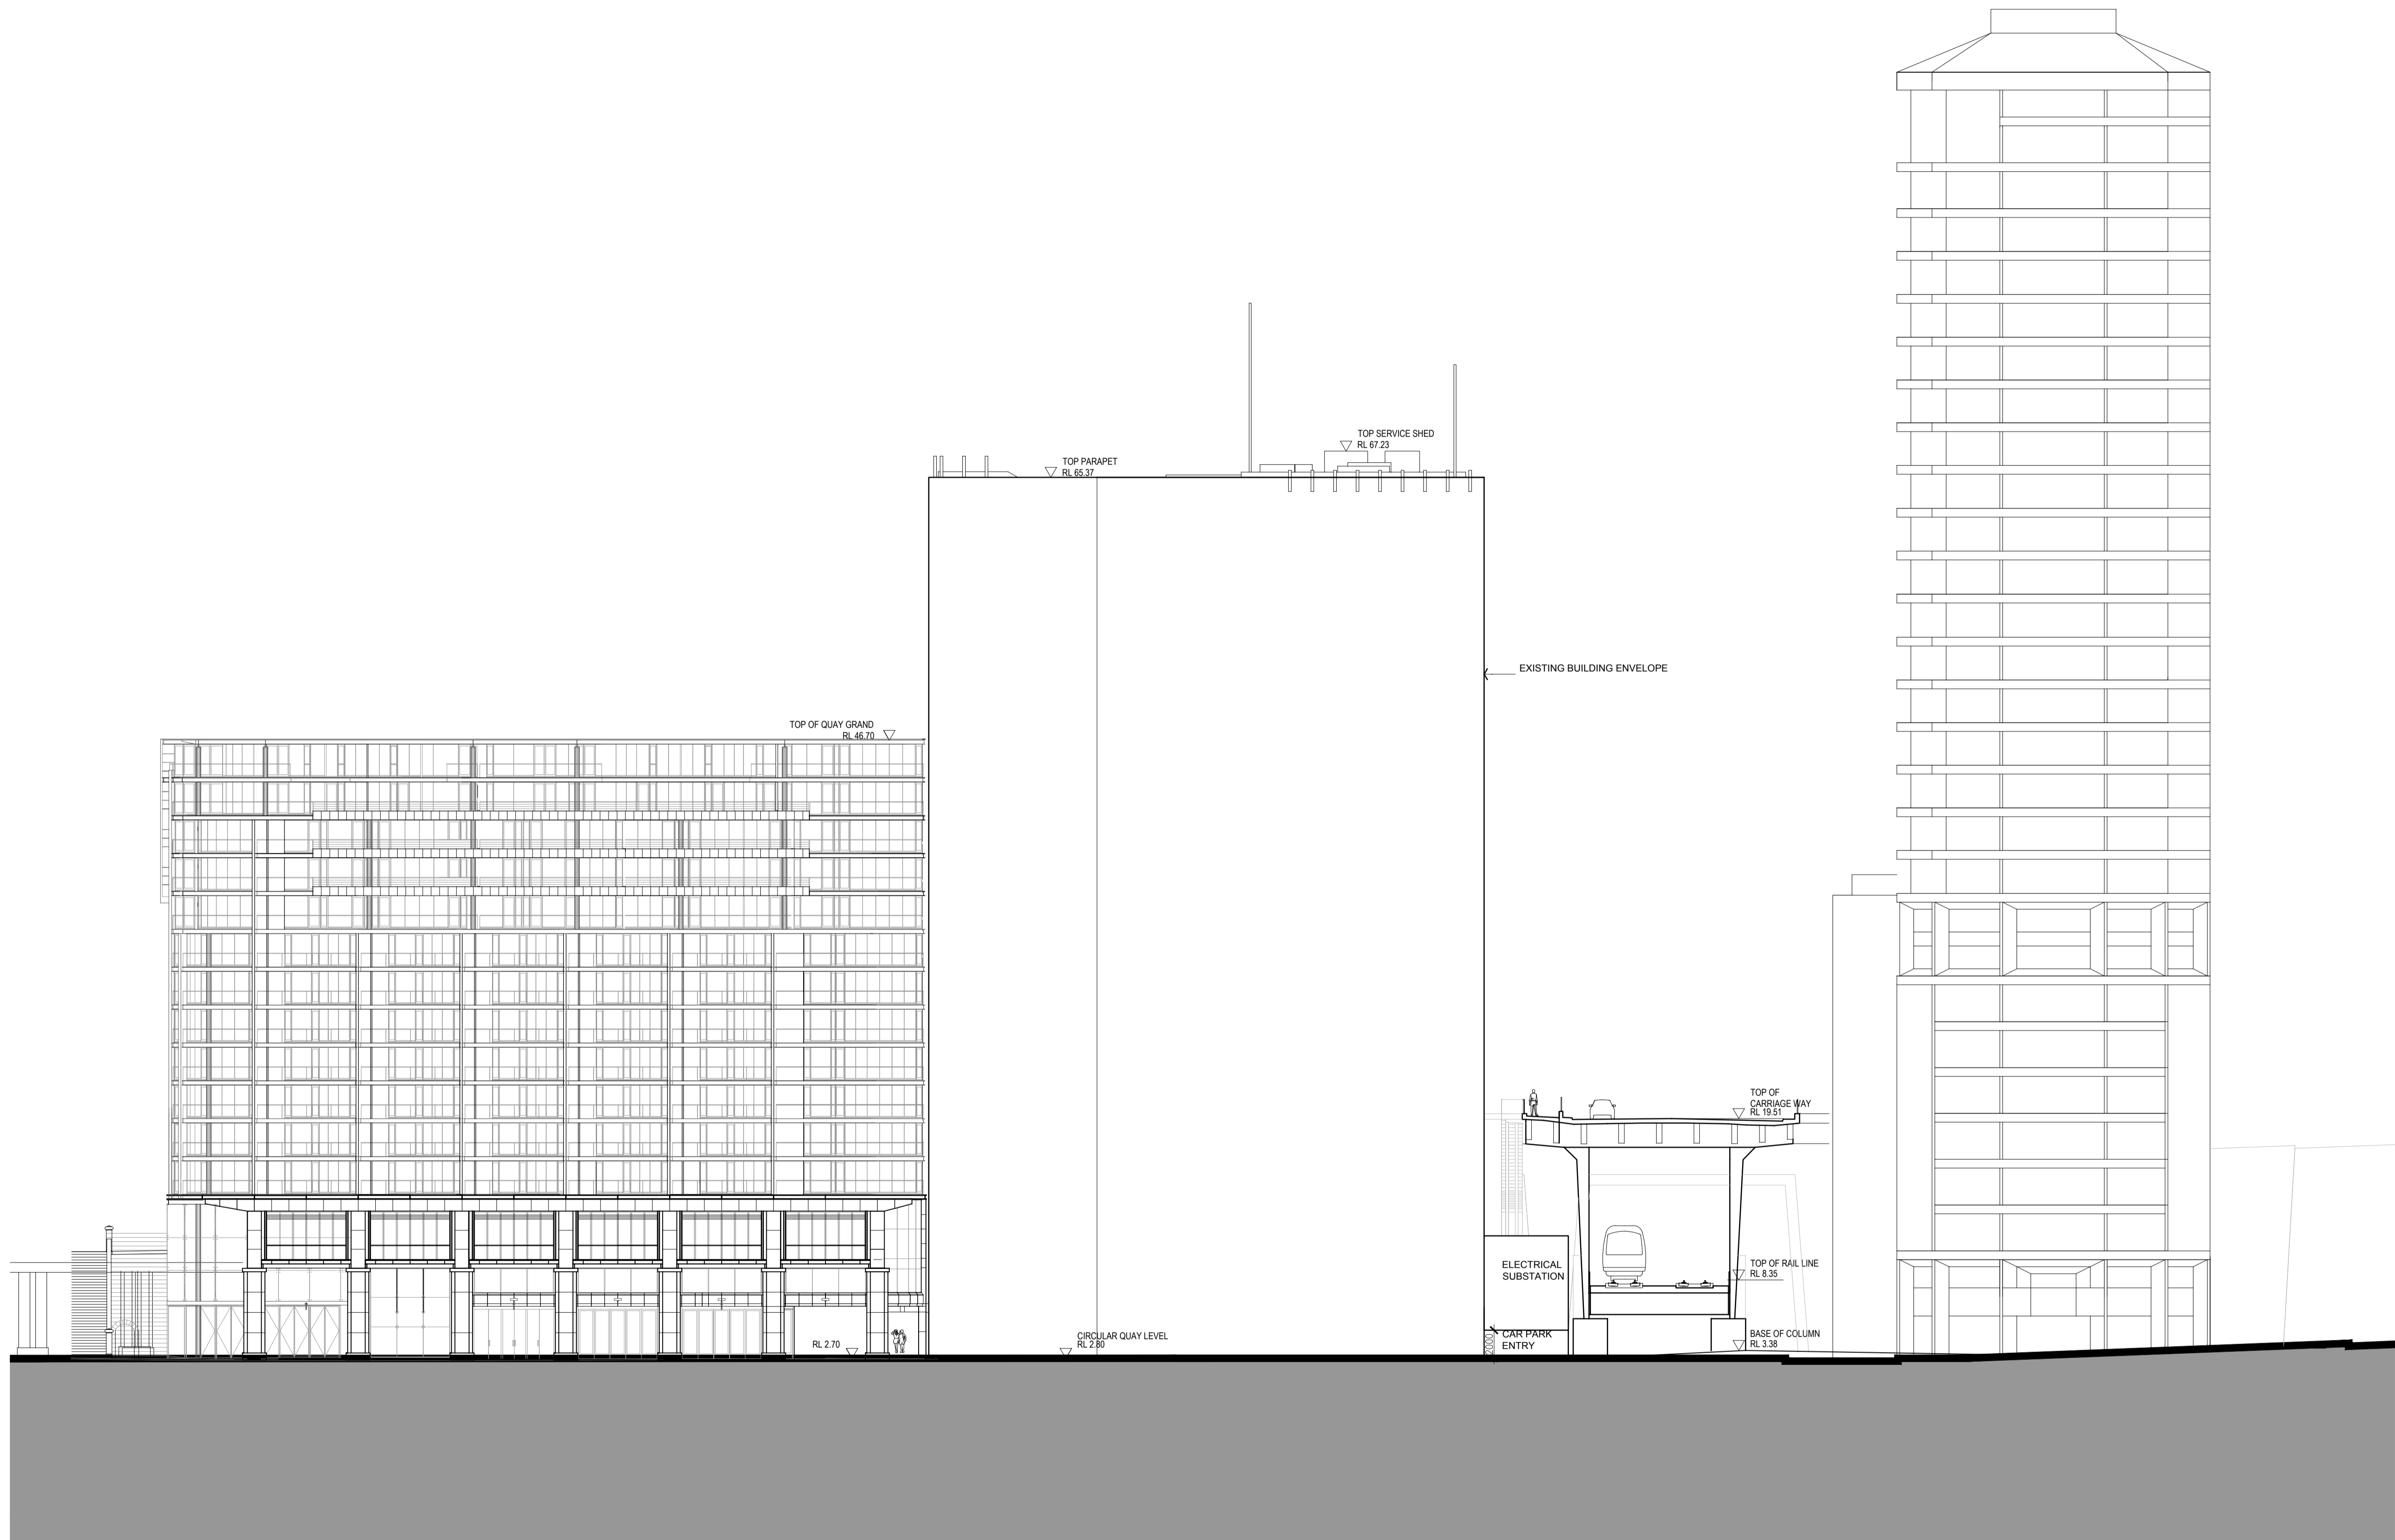 TOP SERVICE SHED
RL 67.23
TOP PARAPET
RL 65.37
EXISTING BUILDING ENVELOPE
TOP OF QUAY GRAND
RL 46.70
TOP OF
CARRIAGE WAY
RL 19.51
ELECTRICAL
SUBSTATION
TOP OF RAIL LINE
RL 8.35
RL 2.70
CIRCULAR QUAY LEVEL
RL 2.80
2000
CAR PARK
ENTRY
BASE OF COLUMN
RL 3.38